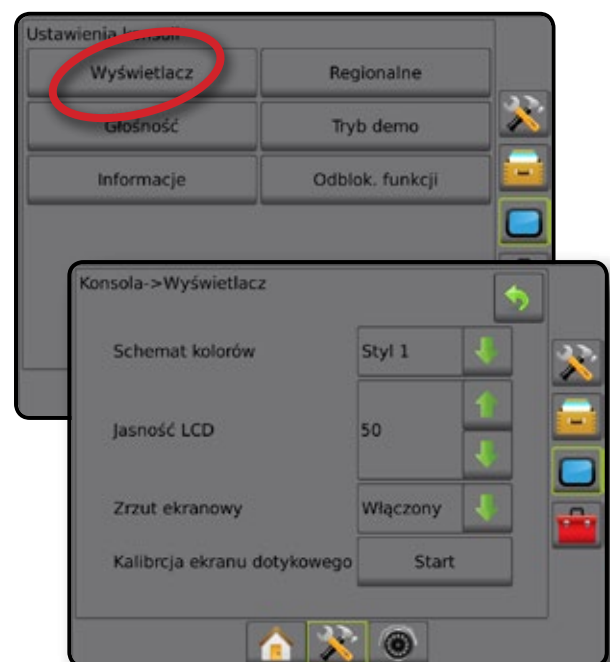 Ustawienia konsoli
Wyświetlacz Regionalne
Głośność Tryb demo
Informacje Odblok. funkcji
Konsola->Wyświetlacz
Schemat kolorów Styl 1
Jasność LCD 50
Zrzut ekranowy Włączony
Kalibrcja ekranu dotykowego Start